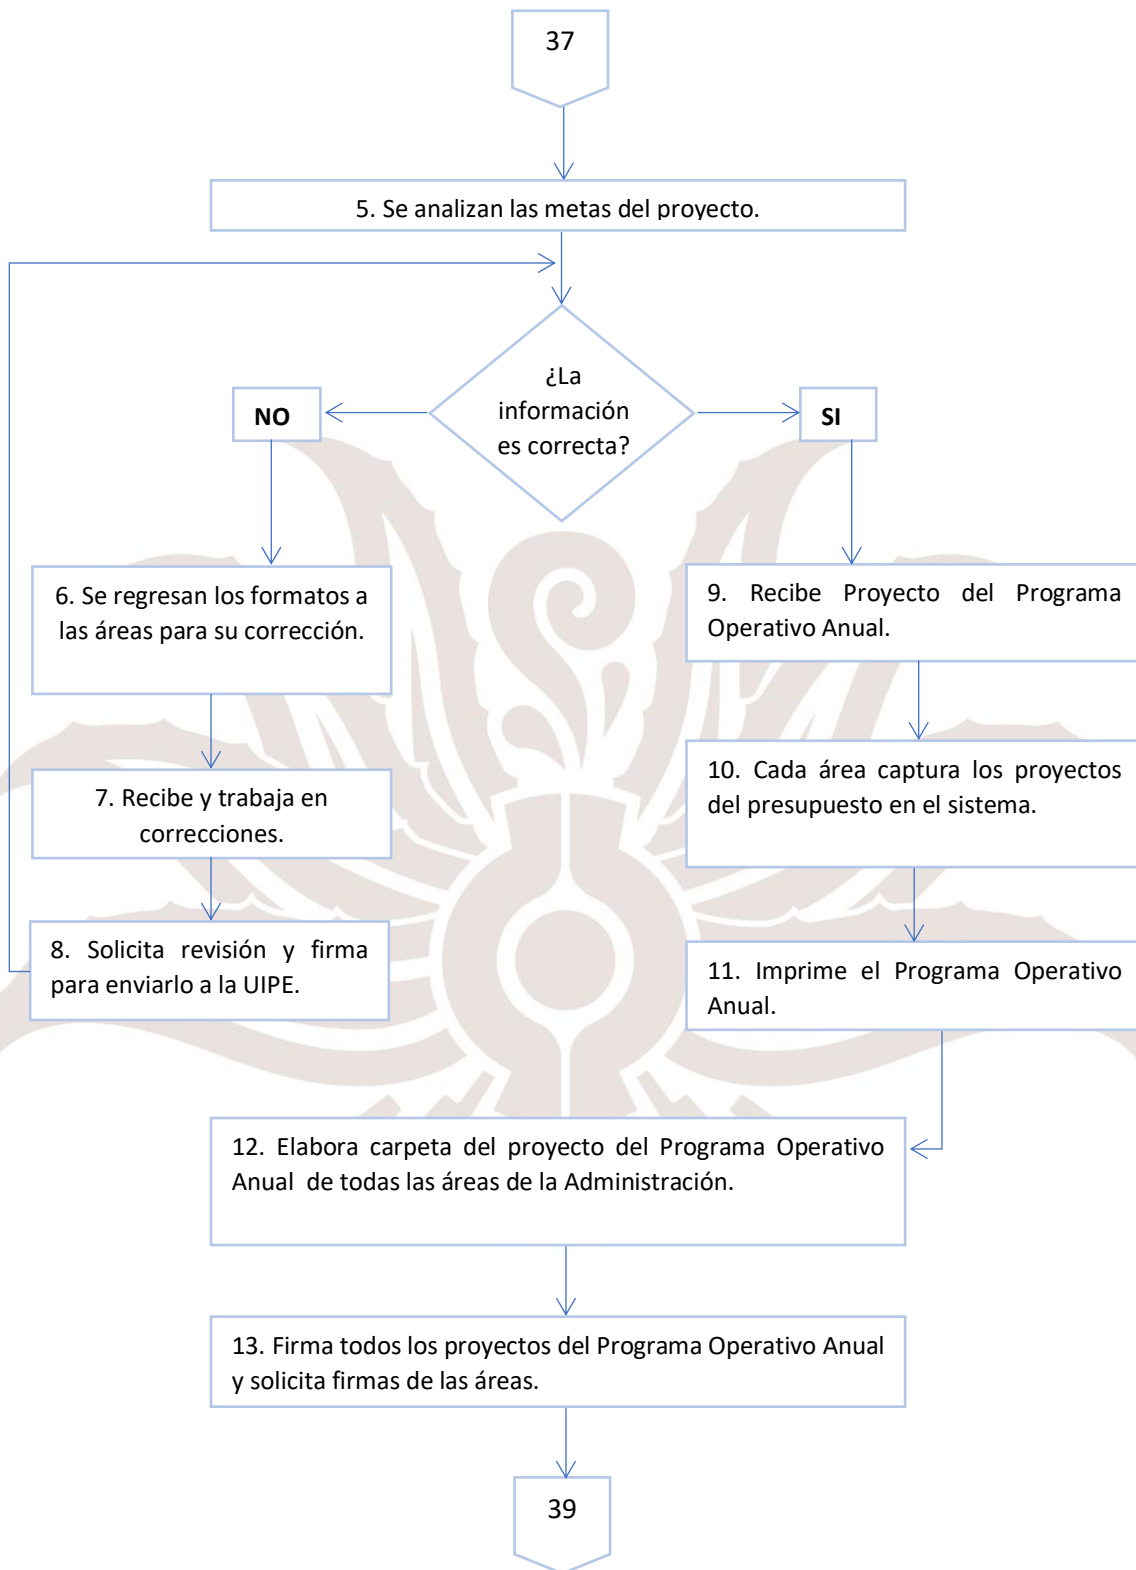 37
5. Se analizan las metas del proyecto.
¿La
información
es correcta?
NO
SI
6. Se regresan los formatos a
las áreas para su corrección.
7. Recibe y trabaja en
correcciones.
8. Solicita revisión y firma
para enviarlo a la UIPE.
9. Recibe Proyecto del Programa
Operativo Anual.
10. Cada área captura los proyectos
del presupuesto en el sistema.
11. Imprime el Programa Operativo
Anual.
12. Elabora carpeta del proyecto del Programa Operativo
Anual de todas las áreas de la Administración.
13. Firma todos los proyectos del Programa Operativo Anual
y solicita firmas de las áreas.
39